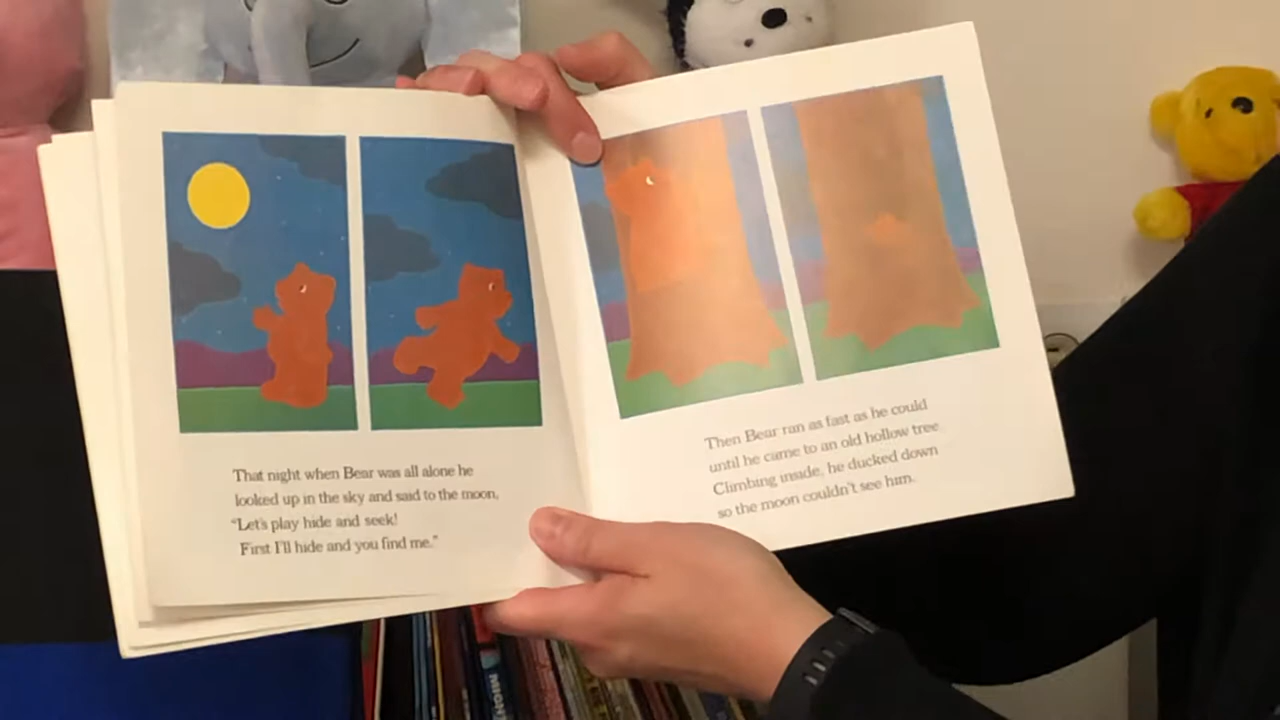 That night when Bear was all alone he
looked up in the sky and said to the moon,
“Let's play hide and seek!
First I'll hide and you find me.”
Then Bear ran as fast as he could
until he came to an old hollow tree.
Climbing inside, he ducked down
so the moon couldn't see him.
MIGHT